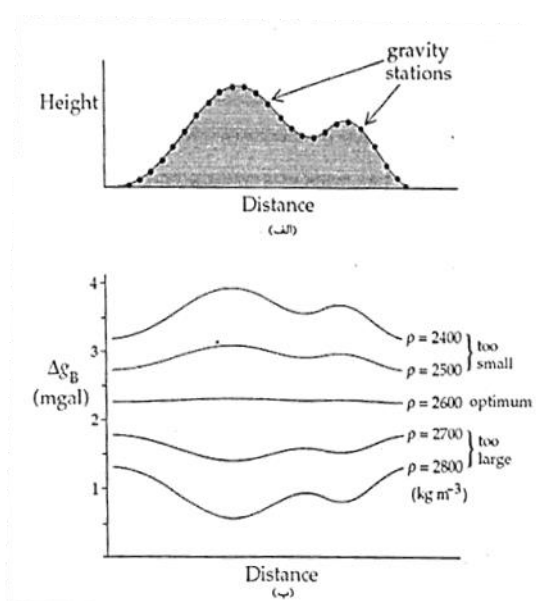 gravity
stations
Height
Distance
(الف)
4
3
2
1
Δg_B
(mgal)
ρ = 2400
ρ = 2500
too
small
ρ = 2600 optimum
ρ = 2700
ρ = 2800
too
large
(kg m⁻³)
Distance
(ب)